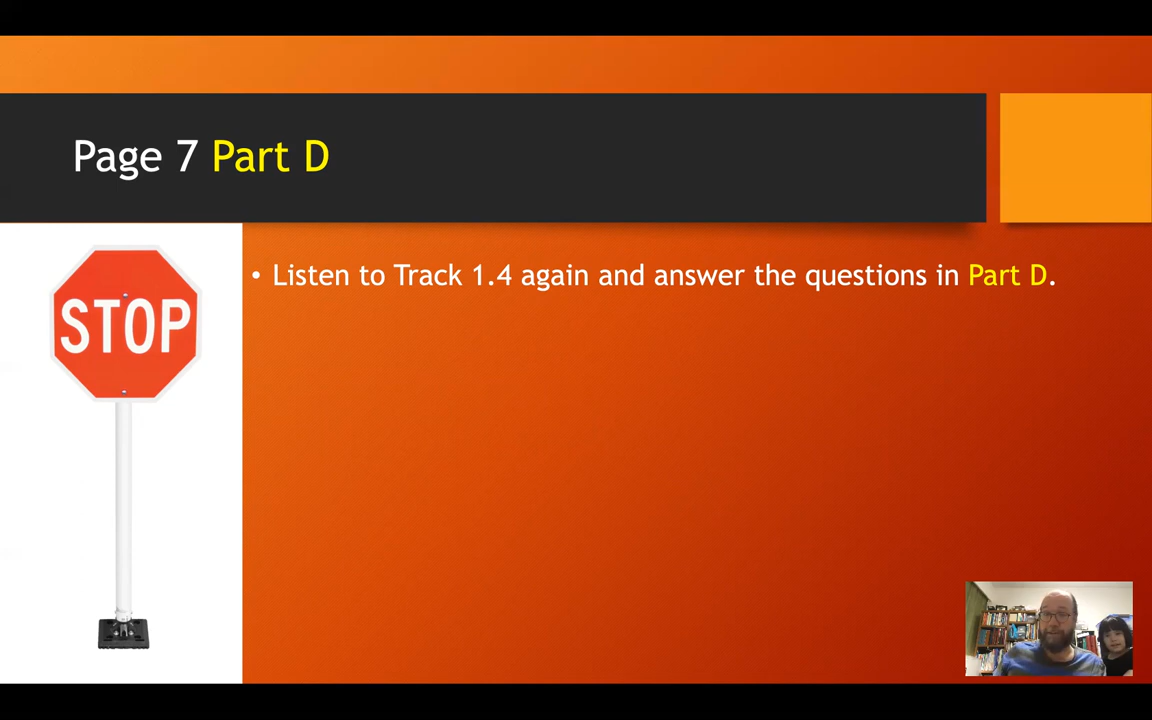 Page 7 Part D
STOP
• Listen to Track 1.4 again and answer the questions in Part D.